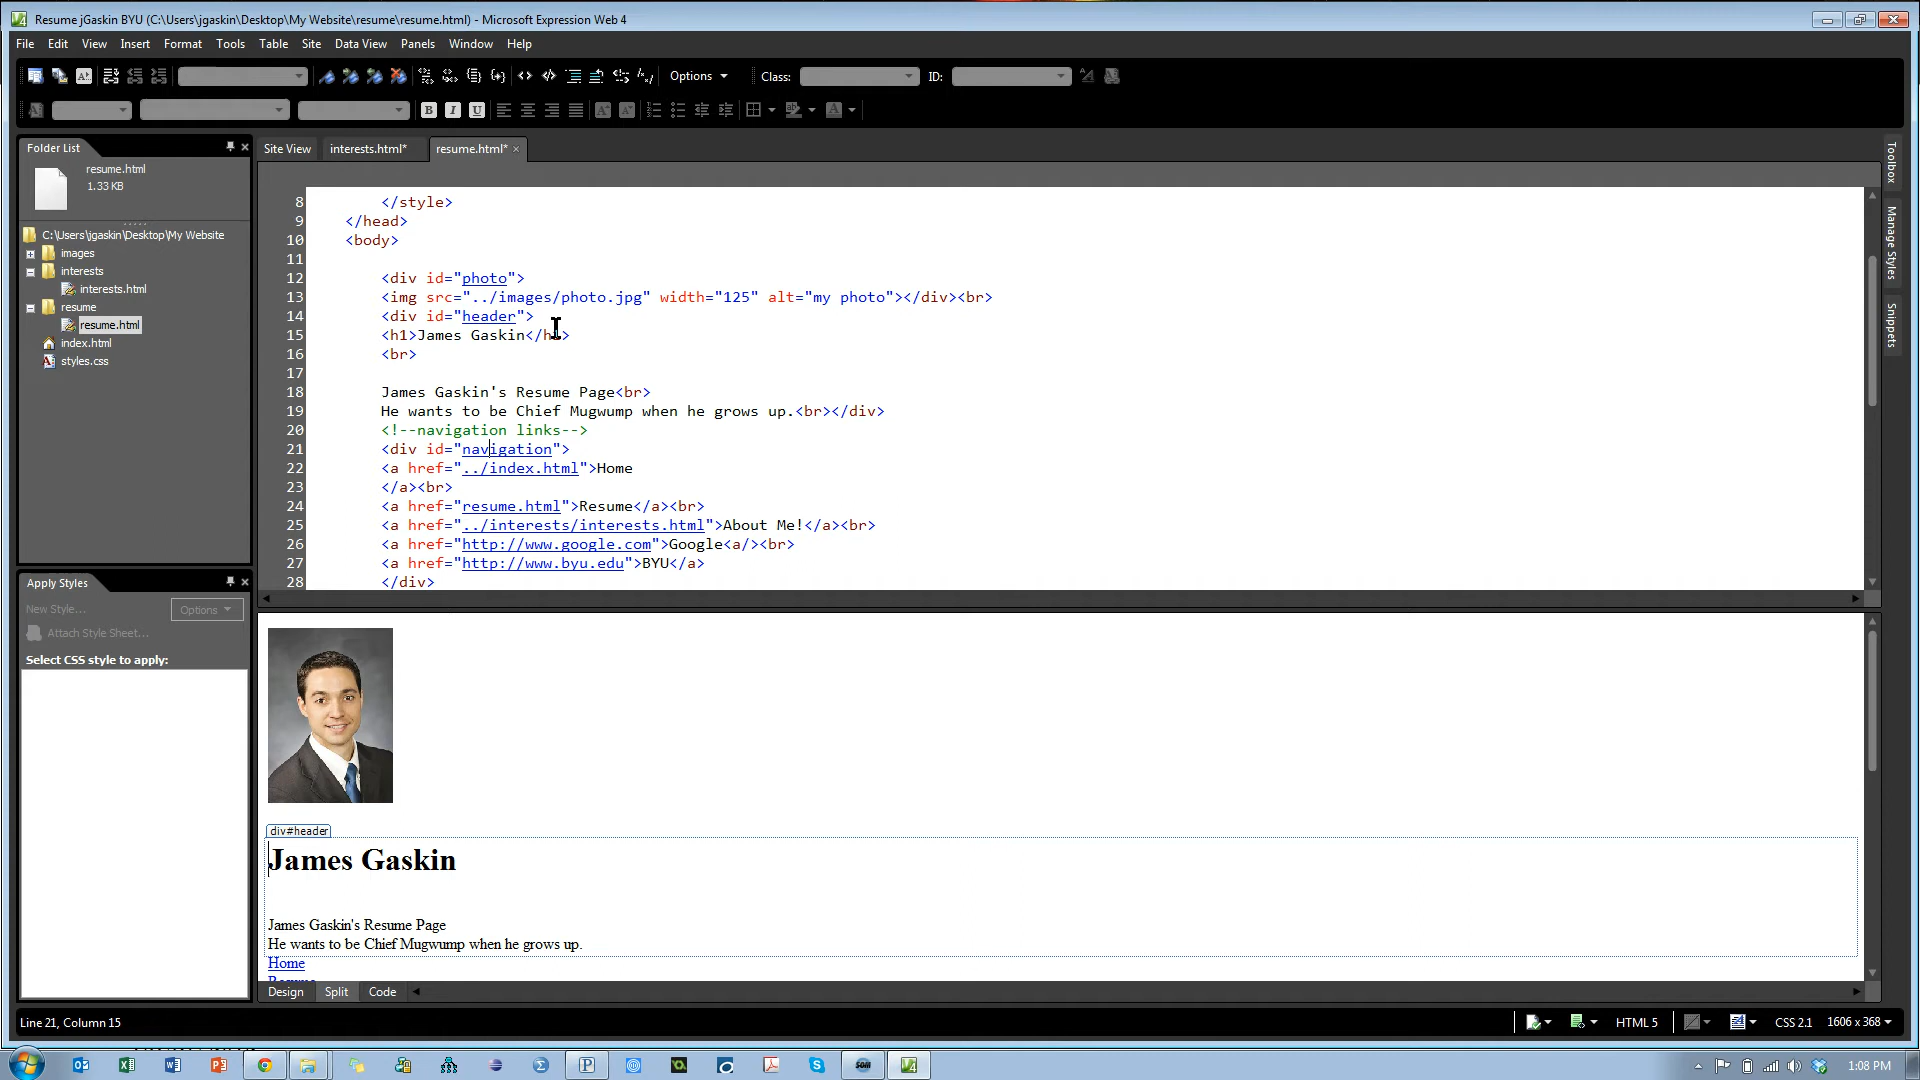 Resume jGaskin BYU (C:\Users\jgaskin\Desktop\My Website\resume\resume.html) - Microsoft Expression Web 4
File Edit View Insert Format Tools Table Site Data View Panels Window Help
Options Class: ID:
B I U
Folder List
resume.html
1.33 KB
C:\Users\jgaskin\Desktop\My Website
images
interests
interests.html
resume
resume.html
index.html
styles.css
Site View interests.html* resume.html*
8 </style>
9 </head>
10 <body>
11
12 <div id="photo">
13 <img src="../images/photo.jpg" width="125" alt="my photo"></div><br>
14 <div id="header">
15 <h1>James Gaskin</h1>
16 <br>
17
18 James Gaskin's Resume Page<br>
19 He wants to be Chief Mugwump when he grows up.<br></div>
20 <!--navigation links-->
21 <div id="navigation">
22 <a href="../index.html">Home
23 </a><br>
24 <a href="resume.html">Resume</a><br>
25 <a href="../interests/interests.html">About Me!</a><br>
26 <a href="http://www.google.com">Google<a/><br>
27 <a href="http://www.byu.edu">BYU</a>
28 </div>
Toolbox
Manage Styles
Snippets
Apply Styles
New Style...
Options
Attach Style Sheet...
Select CSS style to apply:
div#header
James Gaskin
James Gaskin's Resume Page
He wants to be Chief Mugwump when he grows up.
Home
Design Split Code
Line 21, Column 15
HTML 5 CSS 2.1 1606 x 368
1:08 PM